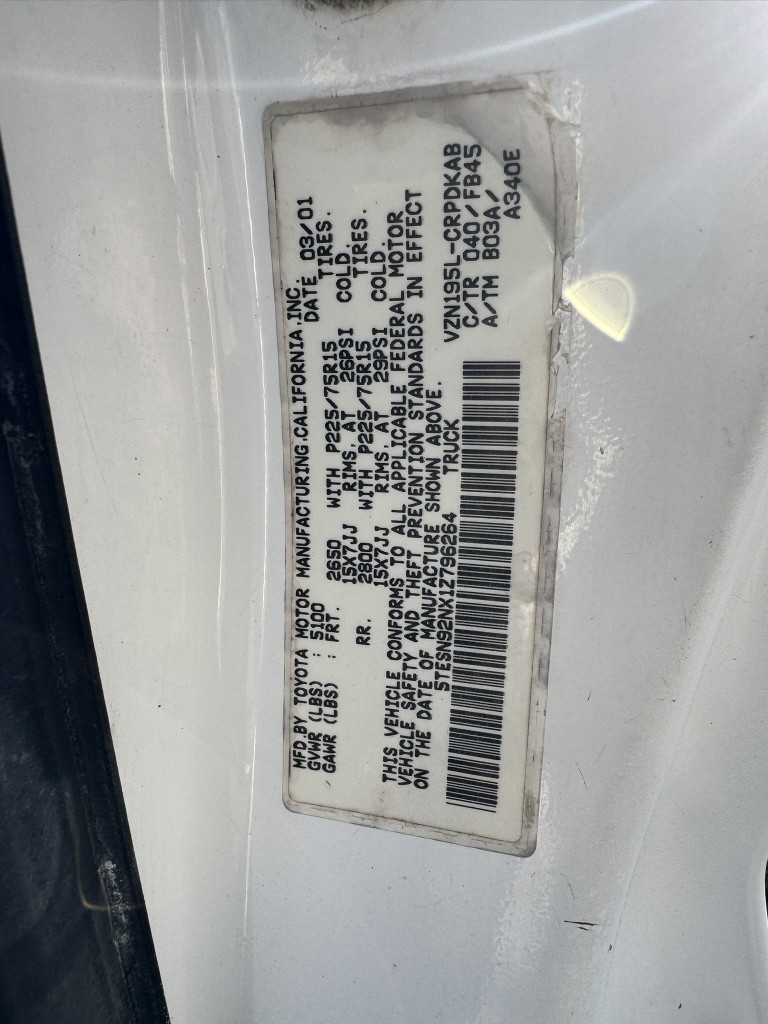 MFD.BY TOYOTA MOTOR MANUFACTURING.CALIFORNIA,INC.
GVWR (LBS) : 5100 DATE 03/01
GAWR (LBS) : FRT. 2650 WITH P225/75R15 TIRES.
15X7JJ RIMS, AT 26PSI COLD.
RR. 2800 WITH P225/75R15 TIRES.
15X7JJ RIMS, AT 29PSI COLD.
THIS VEHICLE CONFORMS TO ALL APPLICABLE FEDERAL MOTOR
VEHICLE SAFETY AND THEFT PREVENTION STANDARDS IN EFFECT
ON THE DATE OF MANUFACTURE SHOWN ABOVE.
5TESN92NX1Z796264 TRUCK
VZN195L-CRPDKAB
C/TR 040/FB45
A/TM B03A/
A340E